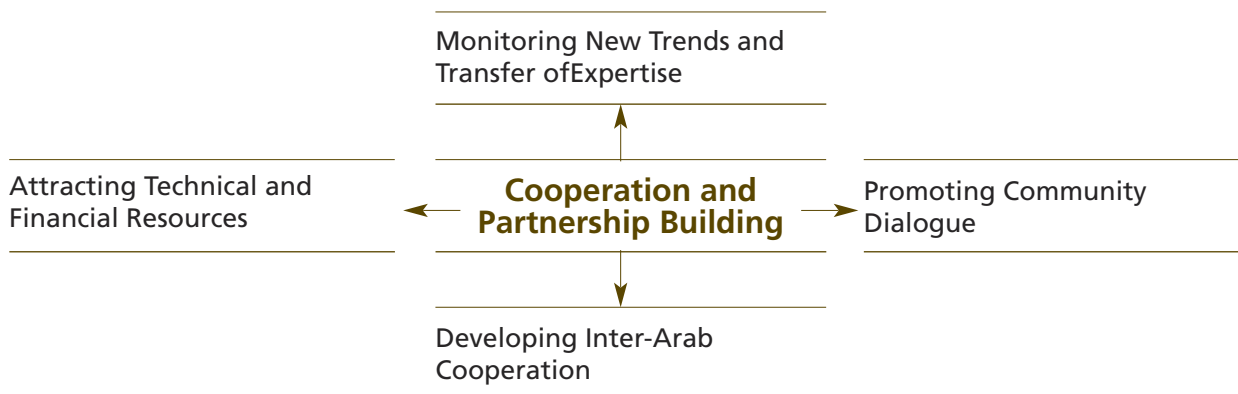 Monitoring New Trends and
Transfer ofExpertise
Attracting Technical and
Financial Resources
Cooperation and
Partnership Building
Promoting Community
Dialogue
Developing Inter-Arab
Cooperation